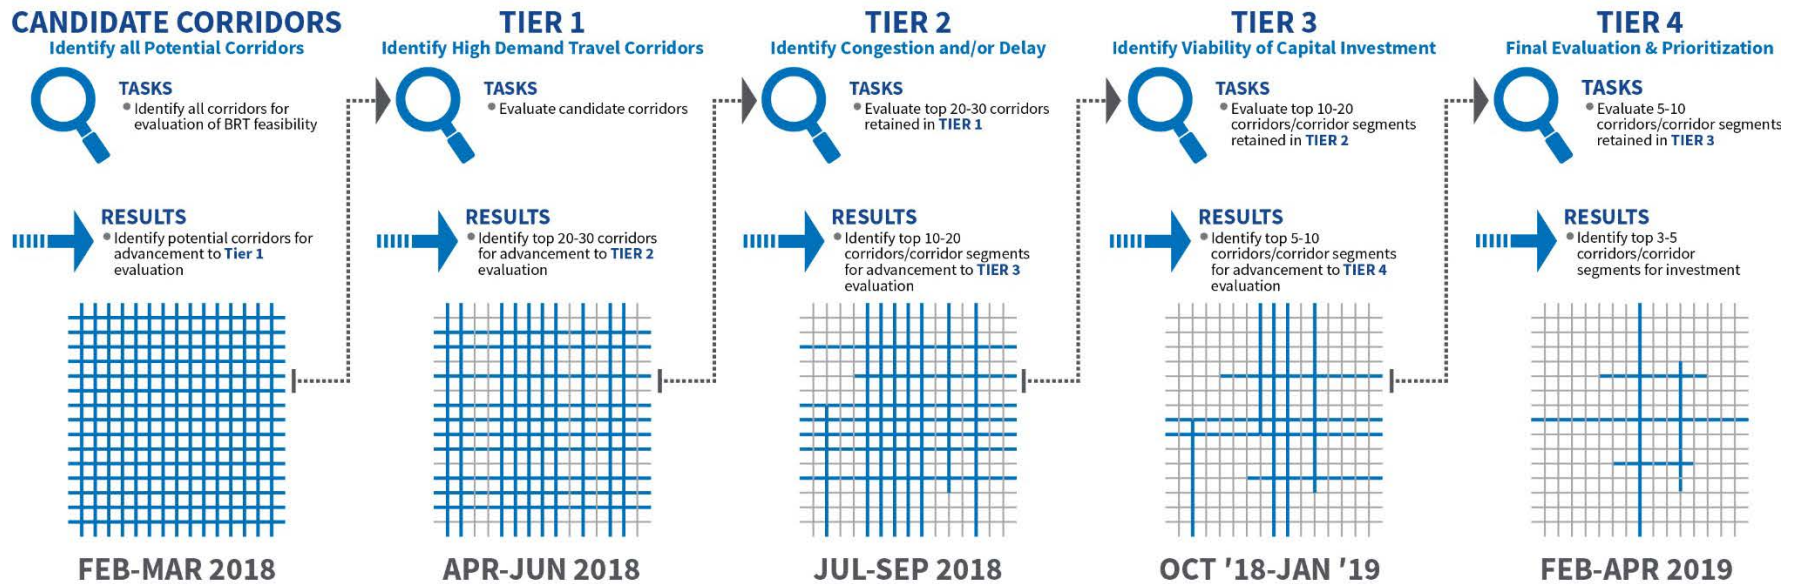 CANDIDATE CORRIDORS
Identify all Potential Corridors
TASKS
Identify all corridors for
evaluation of BRT feasibility
RESULTS
Identify potential corridors for
advancement to Tier 1
evaluation
FEB-MAR 2018
TIER 1
Identify High Demand Travel Corridors
TASKS
Evaluate candidate corridors
RESULTS
Identify top 20-30 corridors
for advancement to TIER 2
evaluation
APR-JUN 2018
TIER 2
Identify Congestion and/or Delay
TASKS
Evaluate top 20-30 corridors
retained in TIER 1
RESULTS
Identify top 10-20
corridors/corridor segments
for advancement to TIER 3
evaluation
JUL-SEP 2018
TIER 3
Identify Viability of Capital Investment
TASKS
Evaluate top 10-20
corridors/corridor segments
retained in TIER 2
RESULTS
Identify top 5-10
corridors/corridor segments
for advancement to TIER 4
evaluation
OCT '18-JAN '19
TIER 4
Final Evaluation & Prioritization
TASKS
Evaluate 5-10
corridors/corridor segments
retained in TIER 3
RESULTS
Identify top 3-5
corridors/corridor
segments for investment
FEB-APR 2019